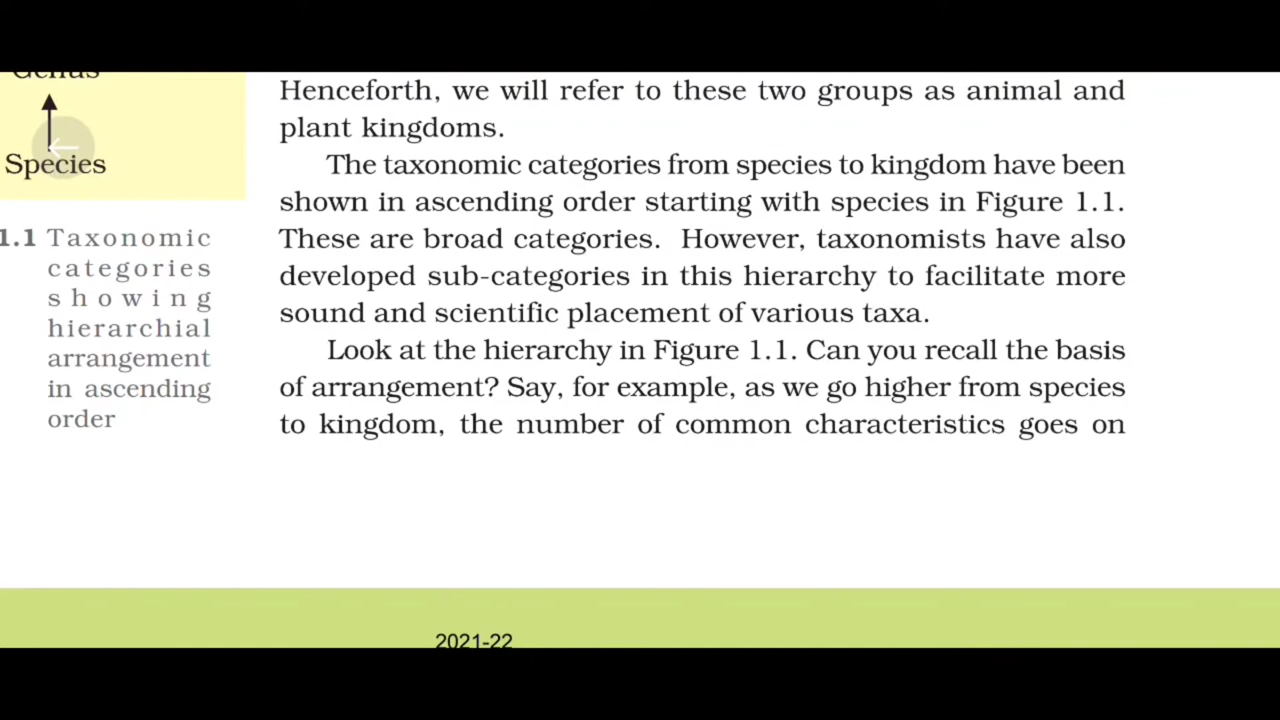 Genus
Species
1.1 Taxonomic
categories
showing
hierarchial
arrangement
in ascending
order
Henceforth, we will refer to these two groups as animal and
plant kingdoms.
The taxonomic categories from species to kingdom have been
shown in ascending order starting with species in Figure 1.1.
These are broad categories. However, taxonomists have also
developed sub-categories in this hierarchy to facilitate more
sound and scientific placement of various taxa.
Look at the hierarchy in Figure 1.1. Can you recall the basis
of arrangement? Say, for example, as we go higher from species
to kingdom, the number of common characteristics goes on
2021-22